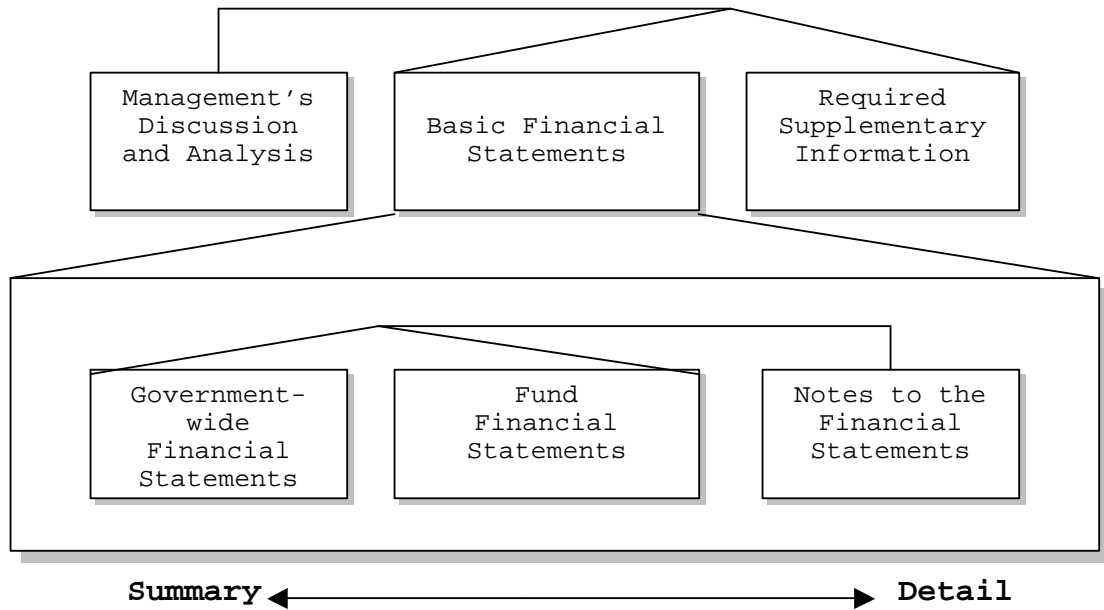 Management's
Discussion
and Analysis
Basic Financial
Statements
Required
Supplementary
Information
Government-
wide
Financial
Statements
Fund
Financial
Statements
Notes to the
Financial
Statements
Summary
Detail